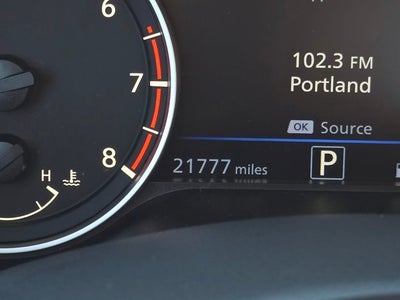 6
102.3 FM
7
Portland
OK Source
8
21777 miles
P
H